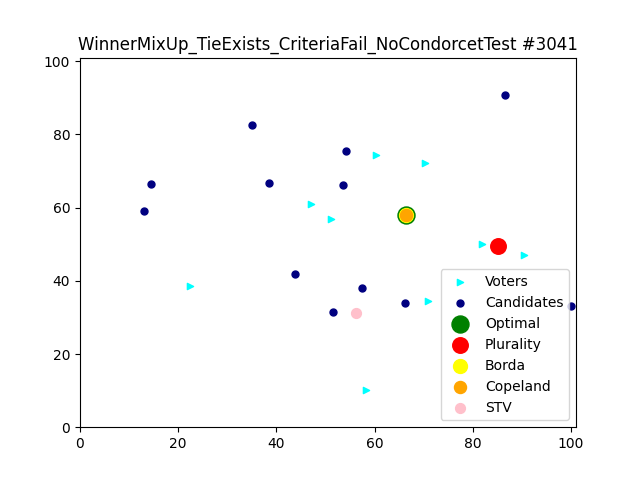 WinnerMixUp_TieExists_CriteriaFail_NoCondorcetTest #3041
100
80
60
40
20
0
0 20 40 60 80 100
Voters
Candidates
Optimal
Plurality
Borda
Copeland
STV